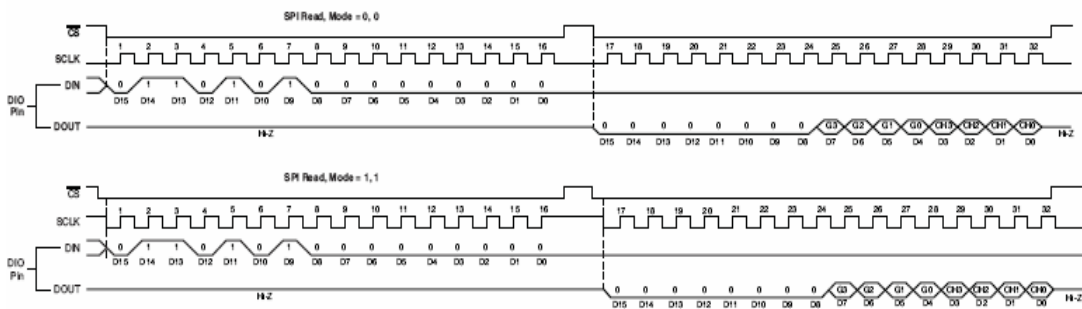 SPI Read, Mode = 0, 0
CS
1 2 3 4 5 6 7 8 9 10 11 12 13 14 15 16 17 18 19 20 21 22 23 24 25 26 27 28 29 30 31 32
SCLK
DIN 0 1 1 0 1 0 1 0 0 0 0 0 0 0 0 0
D15 D14 D13 D12 D11 D10 D9 D8 D7 D6 D5 D4 D3 D2 D1 D0
DIO
Pin
DOUT Hi-Z 0 0 0 0 0 0 0 0 G3 G2 G1 G0 CH3 CH2 CH1 CH0 Hi-Z
D15 D14 D13 D12 D11 D10 D9 D8 D7 D6 D5 D4 D3 D2 D1 D0
SPI Read, Mode = 1, 1
CS
1 2 3 4 5 6 7 8 9 10 11 12 13 14 15 16 17 18 19 20 21 22 23 24 25 26 27 28 29 30 31 32
SCLK
DIN 0 1 1 0 1 0 1 0 0 0 0 0 0 0 0 0
D15 D14 D13 D12 D11 D10 D9 D8 D7 D6 D5 D4 D3 D2 D1 D0
DIO
Pin
DOUT Hi-Z 0 0 0 0 0 0 0 0 G3 G2 G1 G0 CH3 CH2 CH1 CH0 Hi-Z
D15 D14 D13 D12 D11 D10 D9 D8 D7 D6 D5 D4 D3 D2 D1 D0